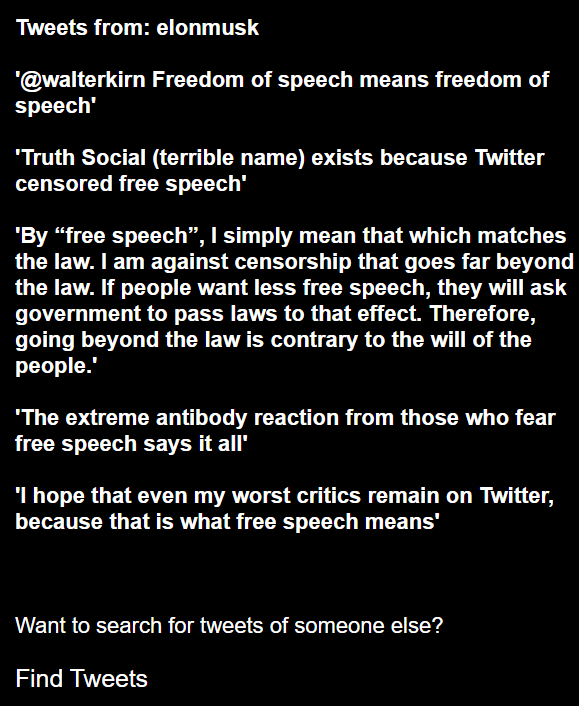 Tweets from: elonmusk
'@walterkirn Freedom of speech means freedom of
speech'
'Truth Social (terrible name) exists because Twitter
censored free speech'
'By “free speech”, I simply mean that which matches
the law. I am against censorship that goes far beyond
the law. If people want less free speech, they will ask
government to pass laws to that effect. Therefore,
going beyond the law is contrary to the will of the
people.'
'The extreme antibody reaction from those who fear
free speech says it all'
'I hope that even my worst critics remain on Twitter,
because that is what free speech means'
Want to search for tweets of someone else?
Find Tweets